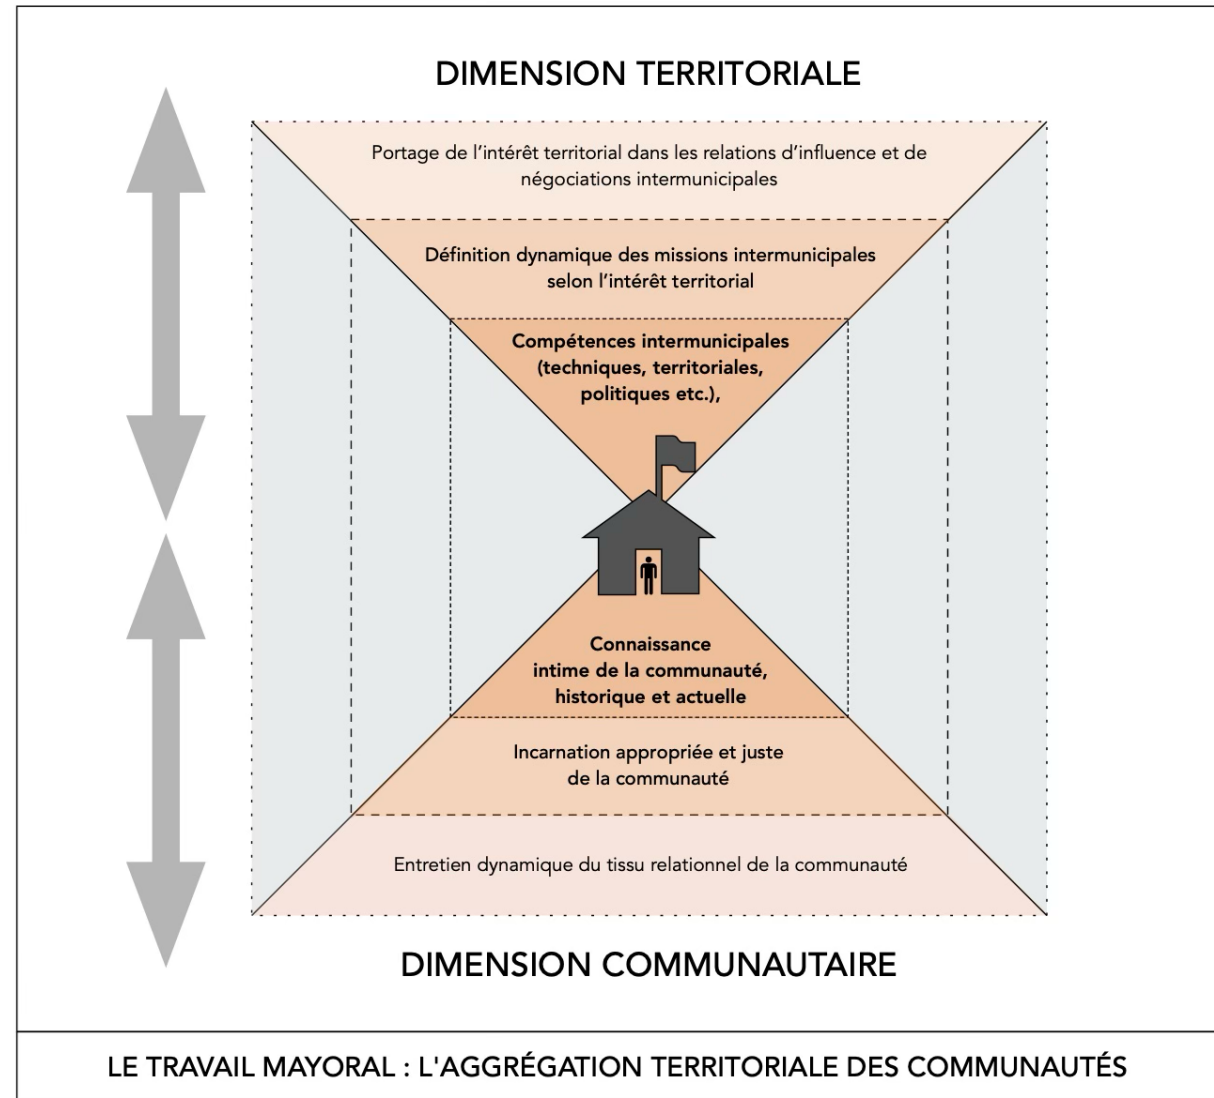 DIMENSION TERRITORIALE
Portage de l’intérêt territorial dans les relations d’influence et de
négociations intermunicipales
Définition dynamique des missions intermunicipales
selon l’intérêt territorial
Compétences intermunicipales
(techniques, territoriales,
politiques etc.),
Connaissance
intime de la communauté,
historique et actuelle
Incarnation appropriée et juste
de la communauté
Entretien dynamique du tissu relationnel de la communauté
DIMENSION COMMUNAUTAIRE
LE TRAVAIL MAYORAL : L'AGGRÉGATION TERRITORIALE DES COMMUNAUTÉS